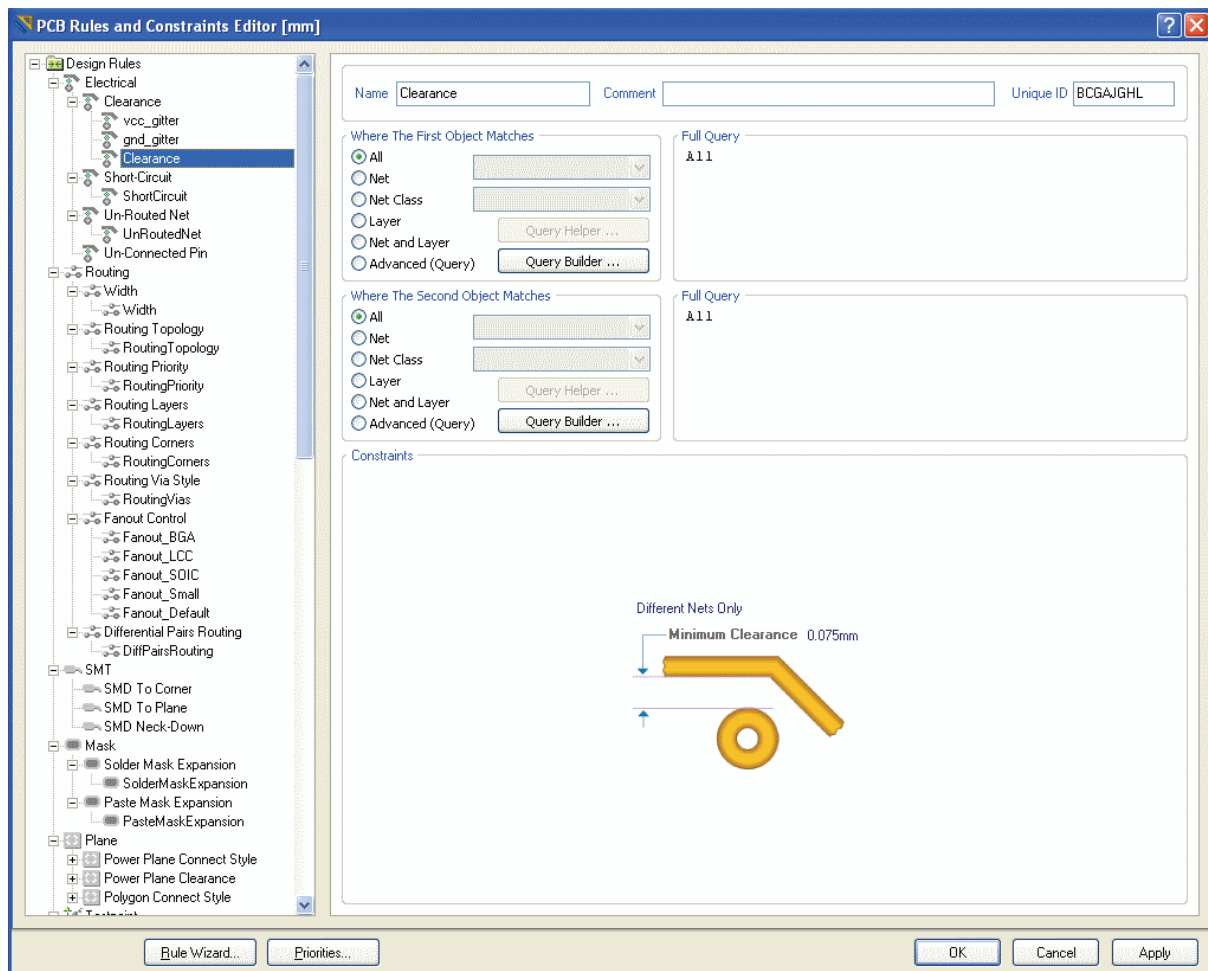 PCB Rules and Constraints Editor [mm]
Design Rules
Electrical
Clearance
vcc_gitter
gnd_gitter
Clearance
Short-Circuit
ShortCircuit
Un-Routed Net
UnRoutedNet
Un-Connected Pin
Routing
Width
Width
Routing Topology
RoutingTopology
Routing Priority
RoutingPriority
Routing Layers
RoutingLayers
Routing Corners
RoutingCorners
Routing Via Style
RoutingVias
Fanout Control
Fanout_BGA
Fanout_LCC
Fanout_SOIC
Fanout_Small
Fanout_Default
Differential Pairs Routing
DiffPairsRouting
SMT
SMD To Corner
SMD To Plane
SMD Neck-Down
Mask
Solder Mask Expansion
SolderMaskExpansion
Paste Mask Expansion
PasteMaskExpansion
Plane
Power Plane Connect Style
Power Plane Clearance
Polygon Connect Style
Name Clearance Comment Unique ID BCGAJGHL
Where The First Object Matches
All
Net
Net Class
Layer
Net and Layer
Advanced (Query)
Query Helper ...
Query Builder ...
Full Query
All
Where The Second Object Matches
All
Net
Net Class
Layer
Net and Layer
Advanced (Query)
Query Helper ...
Query Builder ...
Full Query
All
Constraints
Different Nets Only
Minimum Clearance 0.075mm
Rule Wizard... Priorities... OK Cancel Apply